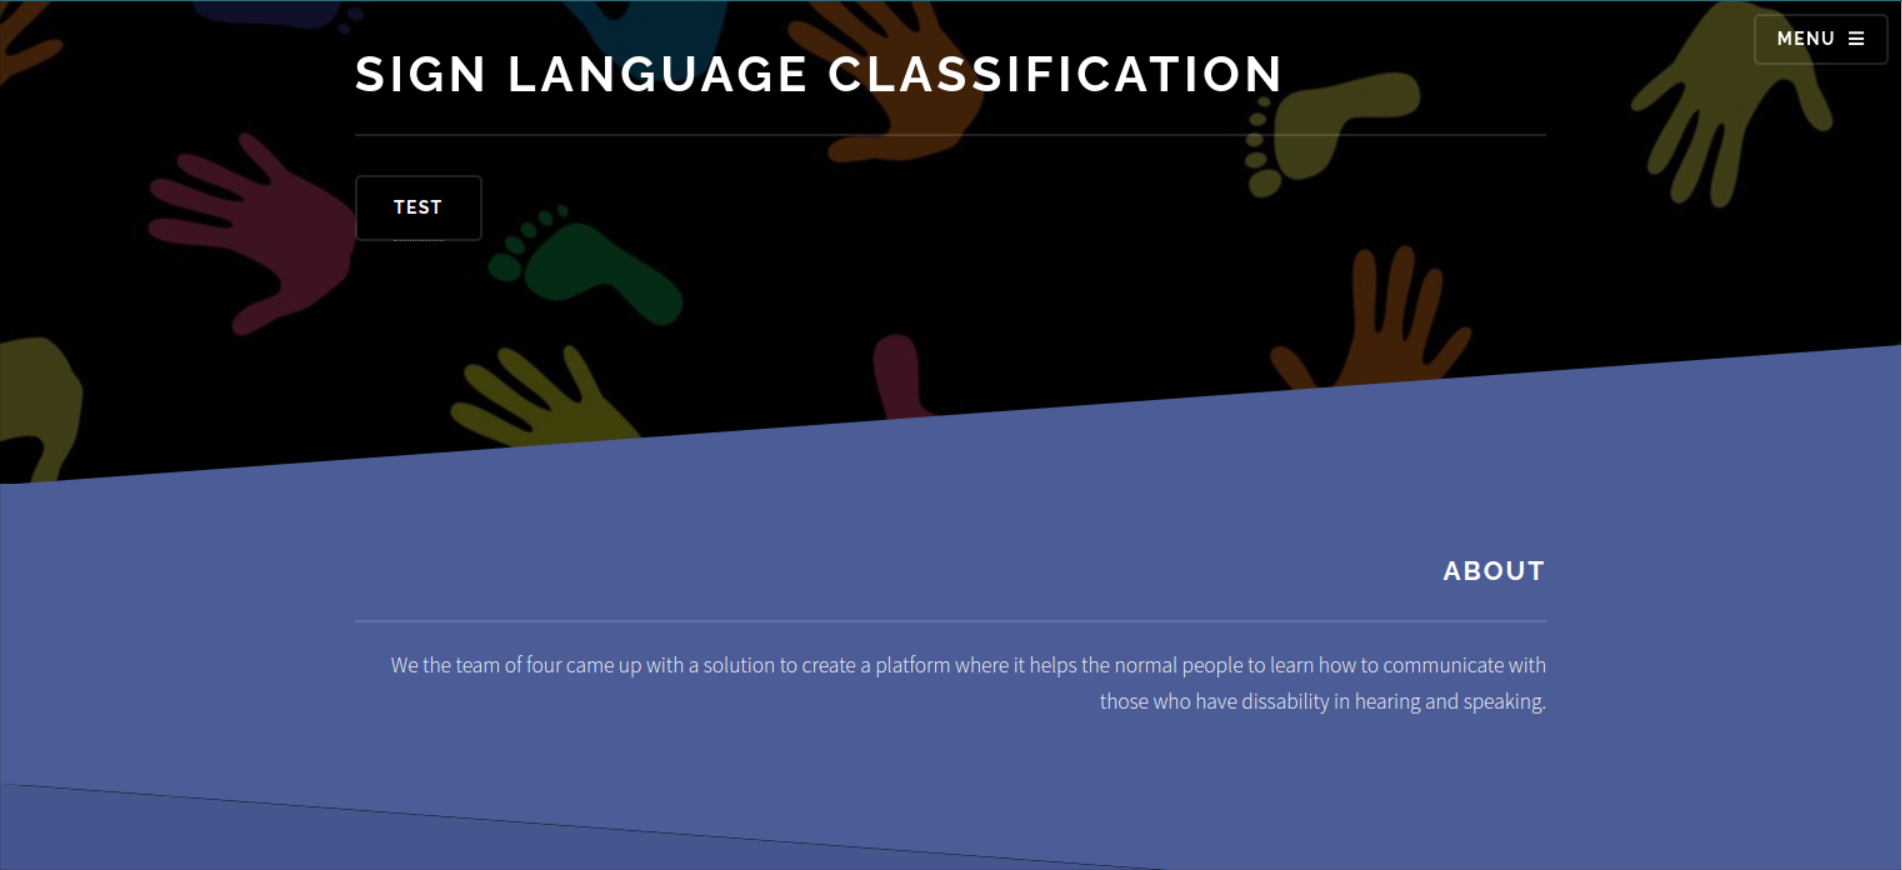 MENU
SIGN LANGUAGE CLASSIFICATION
TEST
ABOUT
We the team of four came up with a solution to create a platform where it helps the normal people to learn how to communicate with
those who have dissability in hearing and speaking.